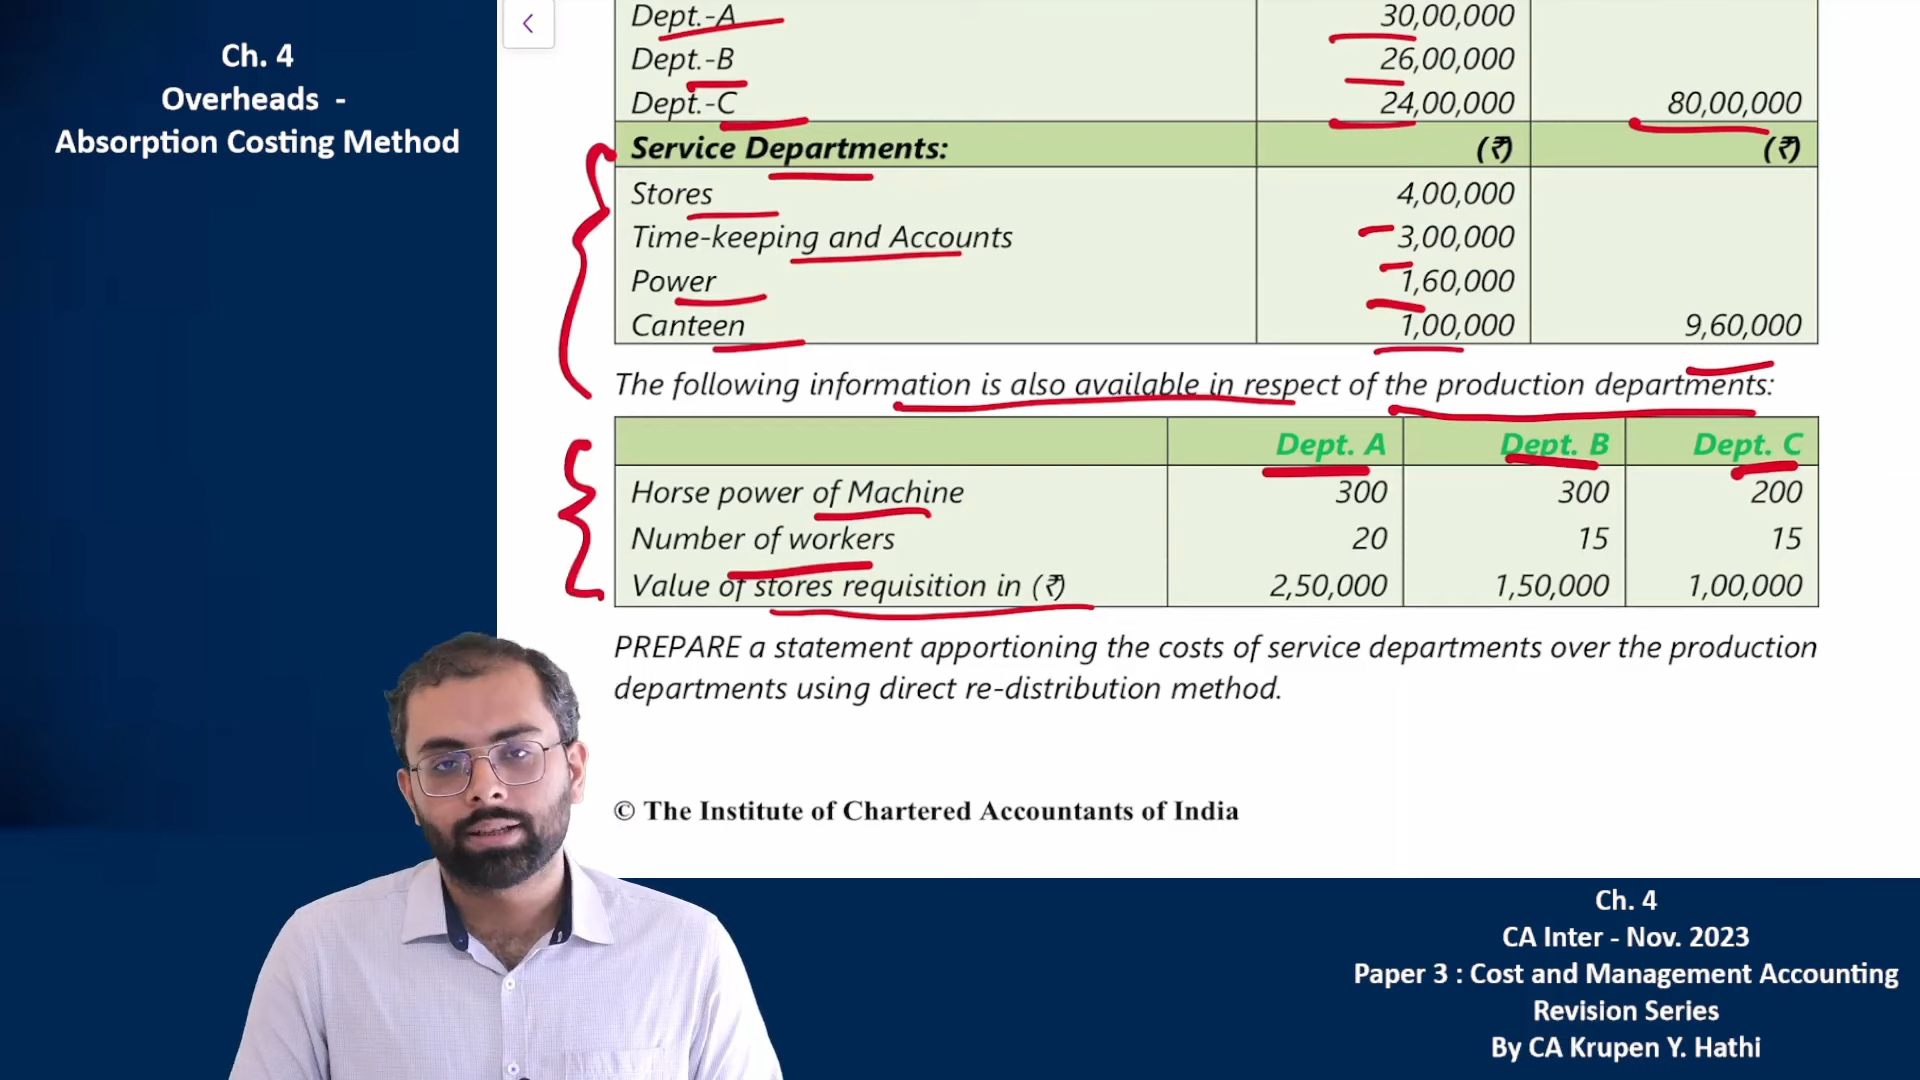 Ch. 4
Overheads -
Absorption Costing Method
Dept.-A 30,00,000
Dept.-B 26,00,000
Dept.-C 24,00,000 80,00,000
Service Departments: (₹) (₹)
Stores 4,00,000
Time-keeping and Accounts 3,00,000
Power 1,60,000
Canteen 1,00,000 9,60,000
The following information is also available in respect of the production departments:
Dept. A Dept. B Dept. C
Horse power of Machine 300 300 200
Number of workers 20 15 15
Value of stores requisition in (₹) 2,50,000 1,50,000 1,00,000
PREPARE a statement apportioning the costs of service departments over the production
departments using direct re-distribution method.
© The Institute of Chartered Accountants of India
Ch. 4
CA Inter - Nov. 2023
Paper 3 : Cost and Management Accounting
Revision Series
By CA Krupen Y. Hathi